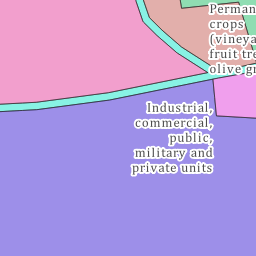 Perman
crops
(vineya
fruit tre
olive gr
Industrial,
commercial,
public,
military and
private units